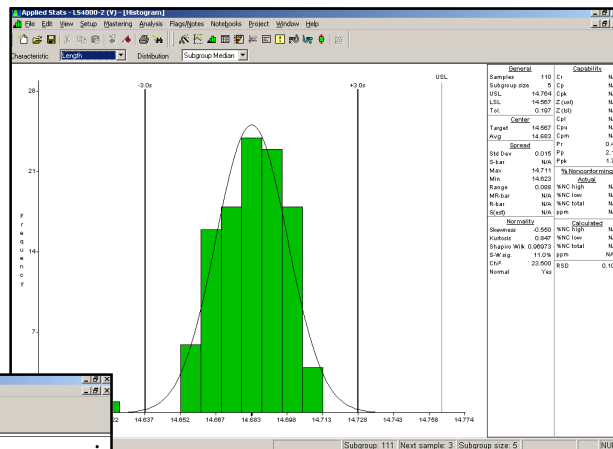 Applied Stats - LS4000-2 (V) - [Histogram]
File Edit View Setup Mastering Analysis Flags/Notes Notebooks Project Window Help
Characteristic Length Distribution Subgroup Median
-3.0s
+3.0s
USL
28-
21-
14-
7-
Frequency
14.637 14.652 14.667 14.683 14.698 14.713 14.728 14.743 14.758 14.774
General
Samples 110
Subgroup size 5
USL 14.764
LSL 14.567
Tol. 0.197
Center
Target 14.667
Avg 14.683
Spread
Std Dev 0.015
S-bar N/A
Max 14.711
Min 14.623
Range 0.088
MR-bar N/A
R-bar N/A
S(est) N/A
Normality
Skewness -0.550
Kurtosis 0.847
Shapiro Wilk 0.96973
S-W sig. 11.0%
Chi² 23.600
Normal Yes
Capability
Cr
Cp
Cpk
Z (usl)
Z (lsl)
Cpl
Cpu
Cpm
Pr
Pp
Ppk
% Nonconforming
Actual
%NC high
%NC low
%NC total
ppm
Calculated
%NC high
%NC low
%NC total
ppm
RSD
Subgroup: 111 Next sample: 3 Subgroup size: 5